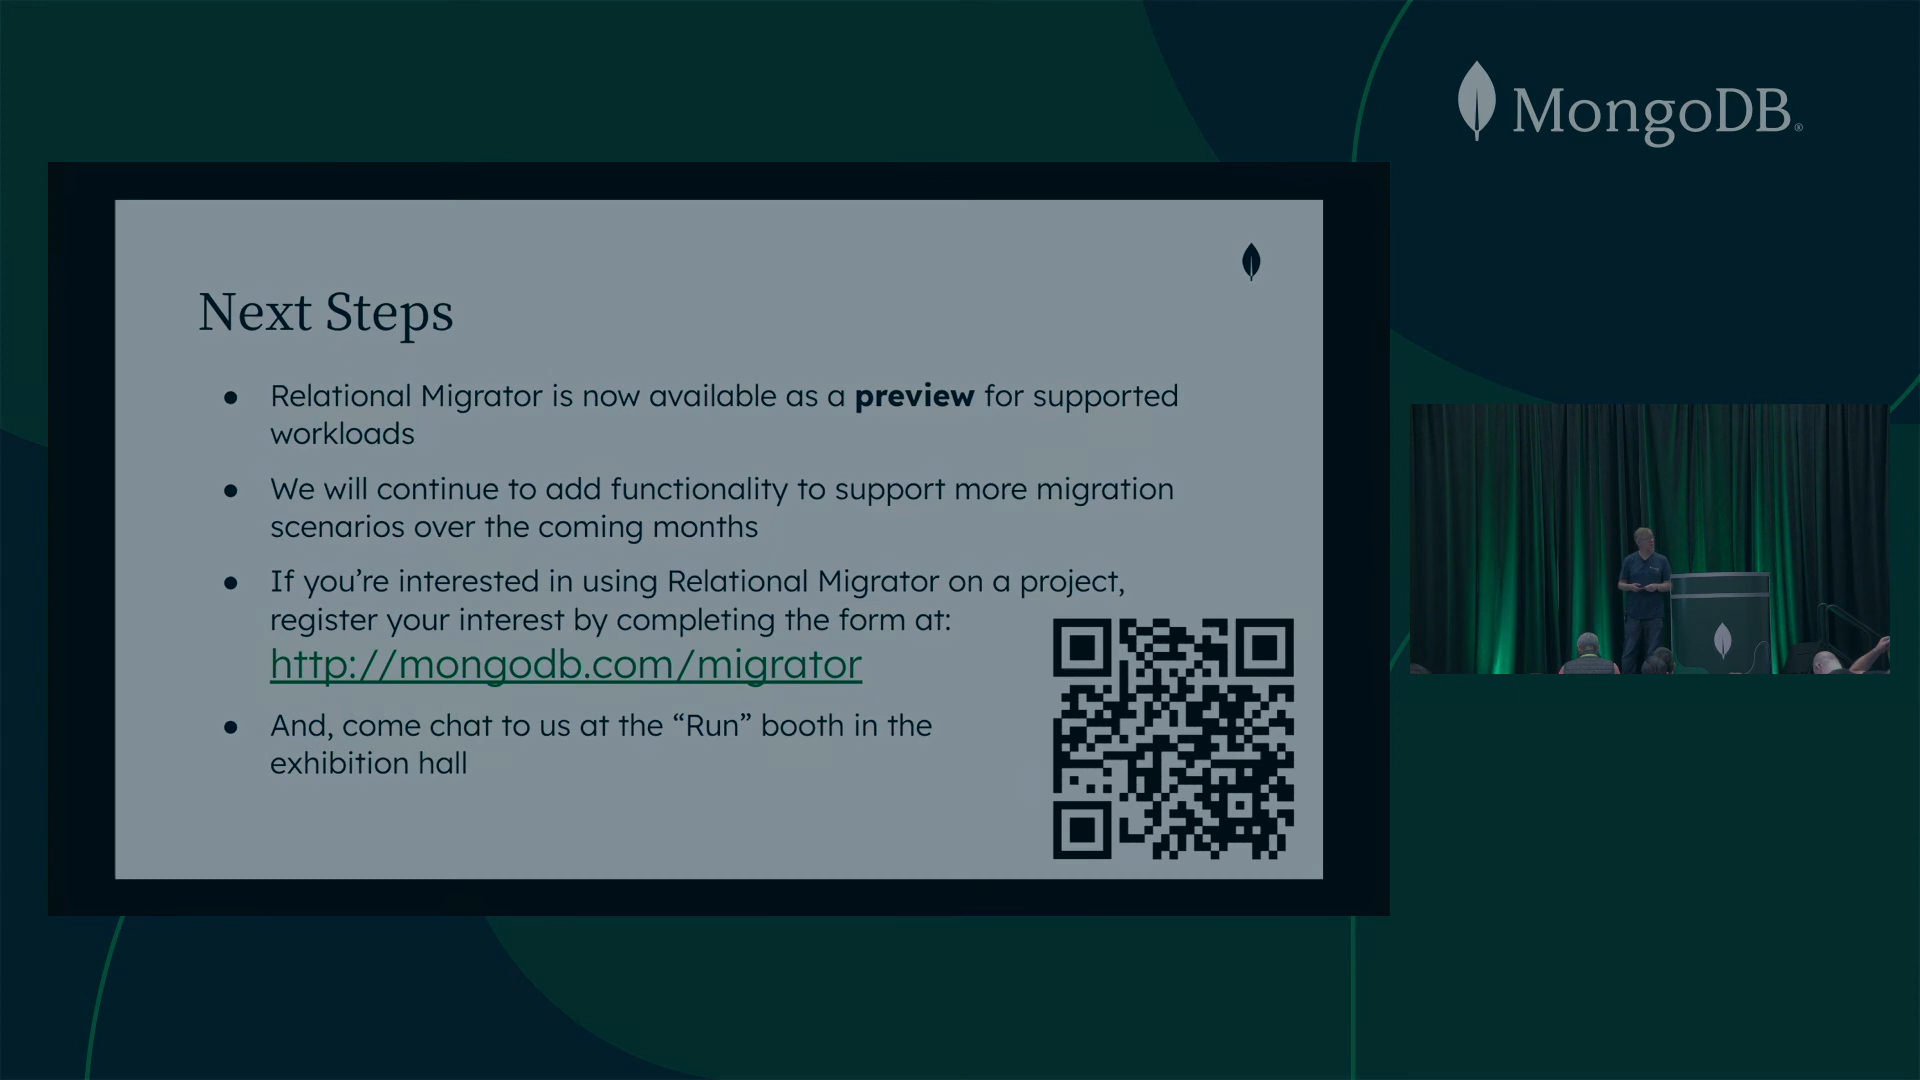 MongoDB®
Next Steps
● Relational Migrator is now available as a preview for supported
workloads
● We will continue to add functionality to support more migration
scenarios over the coming months
● If you’re interested in using Relational Migrator on a project,
register your interest by completing the form at:
http://mongodb.com/migrator
● And, come chat to us at the “Run” booth in the
exhibition hall